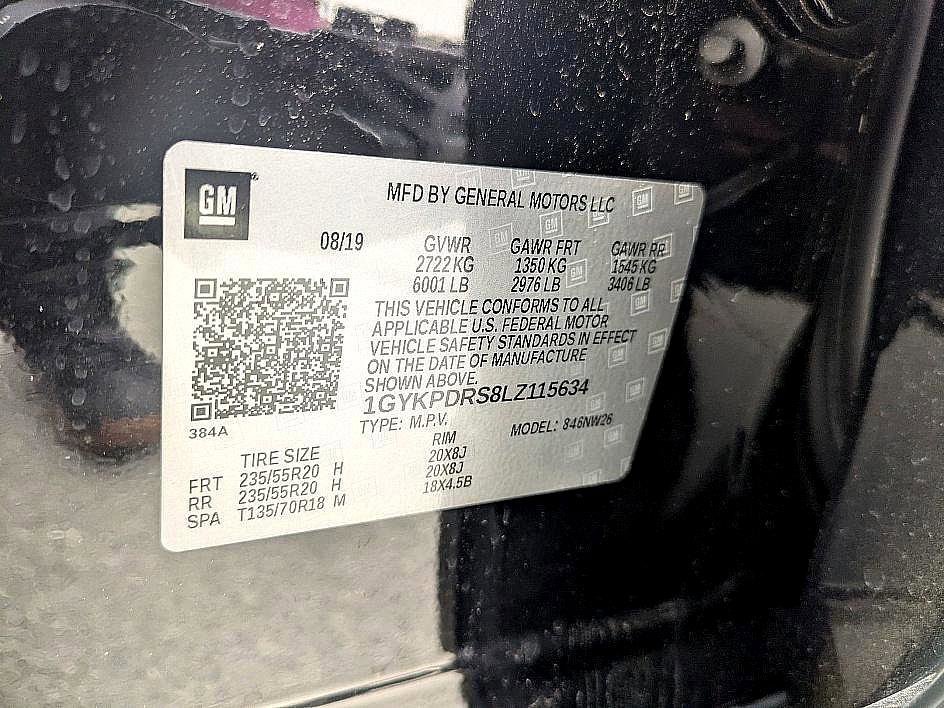 GM
MFD BY GENERAL MOTORS LLC
08/19 GVWR GAWR FRT GAWR RR
2722 KG 1350 KG 1545 KG
6001 LB 2976 LB 3406 LB
THIS VEHICLE CONFORMS TO ALL
APPLICABLE U.S. FEDERAL MOTOR
VEHICLE SAFETY STANDARDS IN EFFECT
ON THE DATE OF MANUFACTURE
SHOWN ABOVE.
1GYKPDRS8LZ115634
384A
TYPE: M.P.V. MODEL: 846NW26
TIRE SIZE RIM
FRT 235/55R20 H 20X8J
RR 235/55R20 H 20X8J
SPA T135/70R18 M 18X4.5B